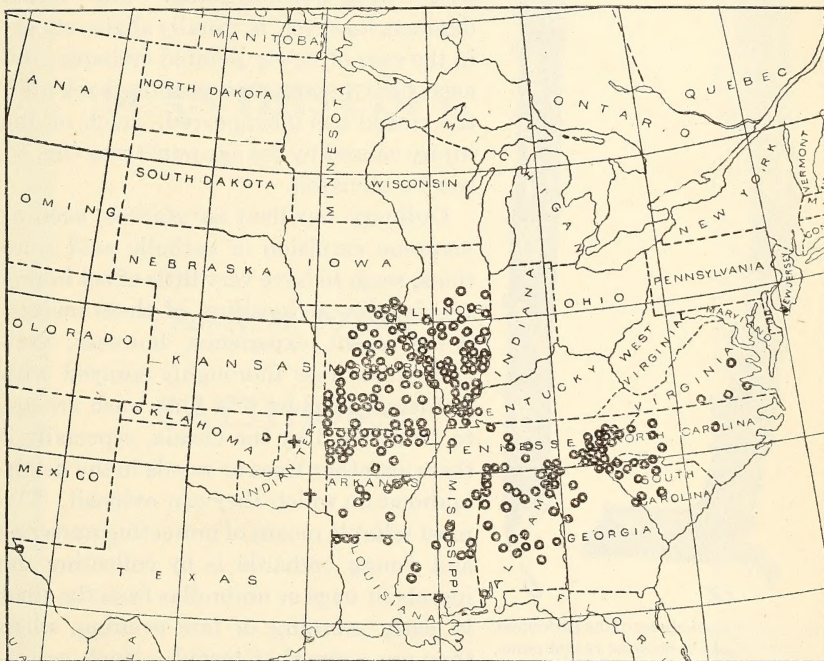 MANITOBA
ANA
NORTH DAKOTA
MINNESOTA
ONTARIO
QUEBEC
SOUTH DAKOTA
WISCONSIN
MICHIGAN
NEW YORK
VERMONT
OMING
NEBRASKA
IOWA
PENNSYLVANIA
NEW JERSEY
ILLINO
INDIANA
OHIO
MARYLAND
OLORAD
KANSAS
WEST VIRGINIA
VIRGINIA
KENTUCKY
OKLAHOMA
INDIAN TER
TENNESSEE
NORTH CAROLINA
MEXICO
ARKANSAS
SOUTH CAROLINA
MISSISSIPPI
ALABAMA
GEORGIA
TEXAS
LOUISIANA